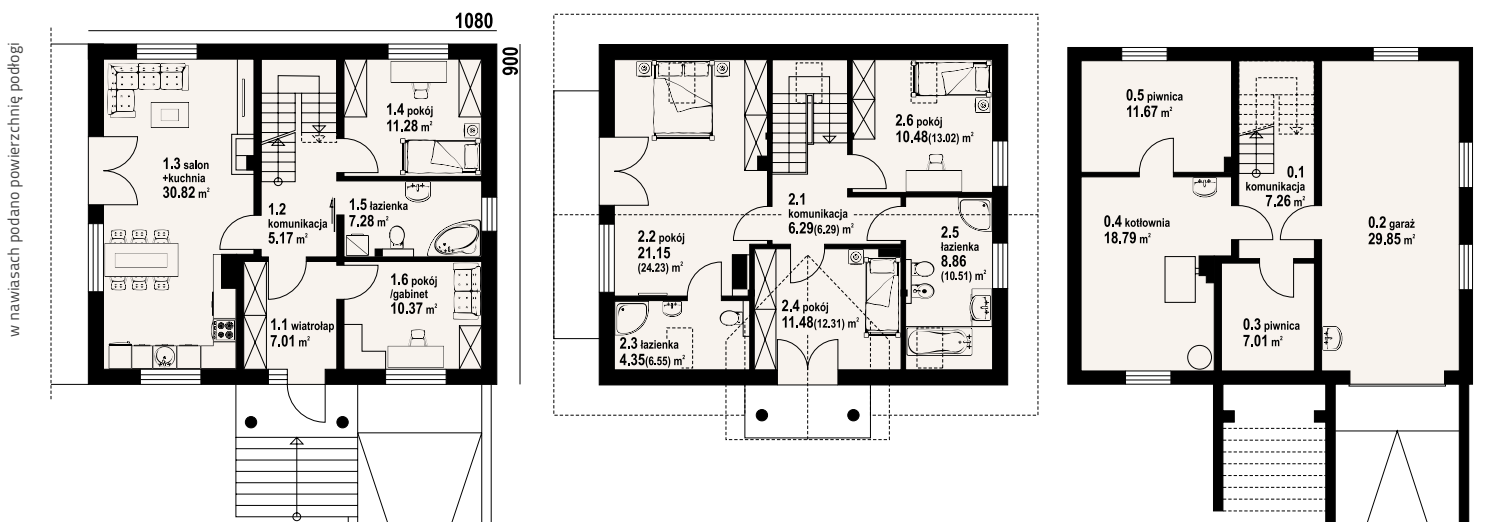 w nawiasach podano powierzchnię podłogi
1080
900
1.4 pokój
11.28 m²
1.3 salon
+kuchnia
30.82 m²
1.2
komunikacja
5.17 m²
1.5 łazienka
7.28 m²
1.6 pokój
/gabinet
10.37 m²
1.1 wiatrołap
7.01 m²
2.6 pokój
10.48(13.02) m²
2.1
komunikacja
6.29(6.29) m²
2.2 pokój
21.15
(24.23) m²
2.5
łazienka
8.86
(10.51) m²
2.4 pokój
11.48(12.31) m²
2.3 łazienka
4.35(6.55) m²
0.5 piwnica
11.67 m²
0.1
komunikacja
7.26 m²
0.4 kotłownia
18.79 m²
0.2 garaż
29.85 m²
0.3 piwnica
7.01 m²